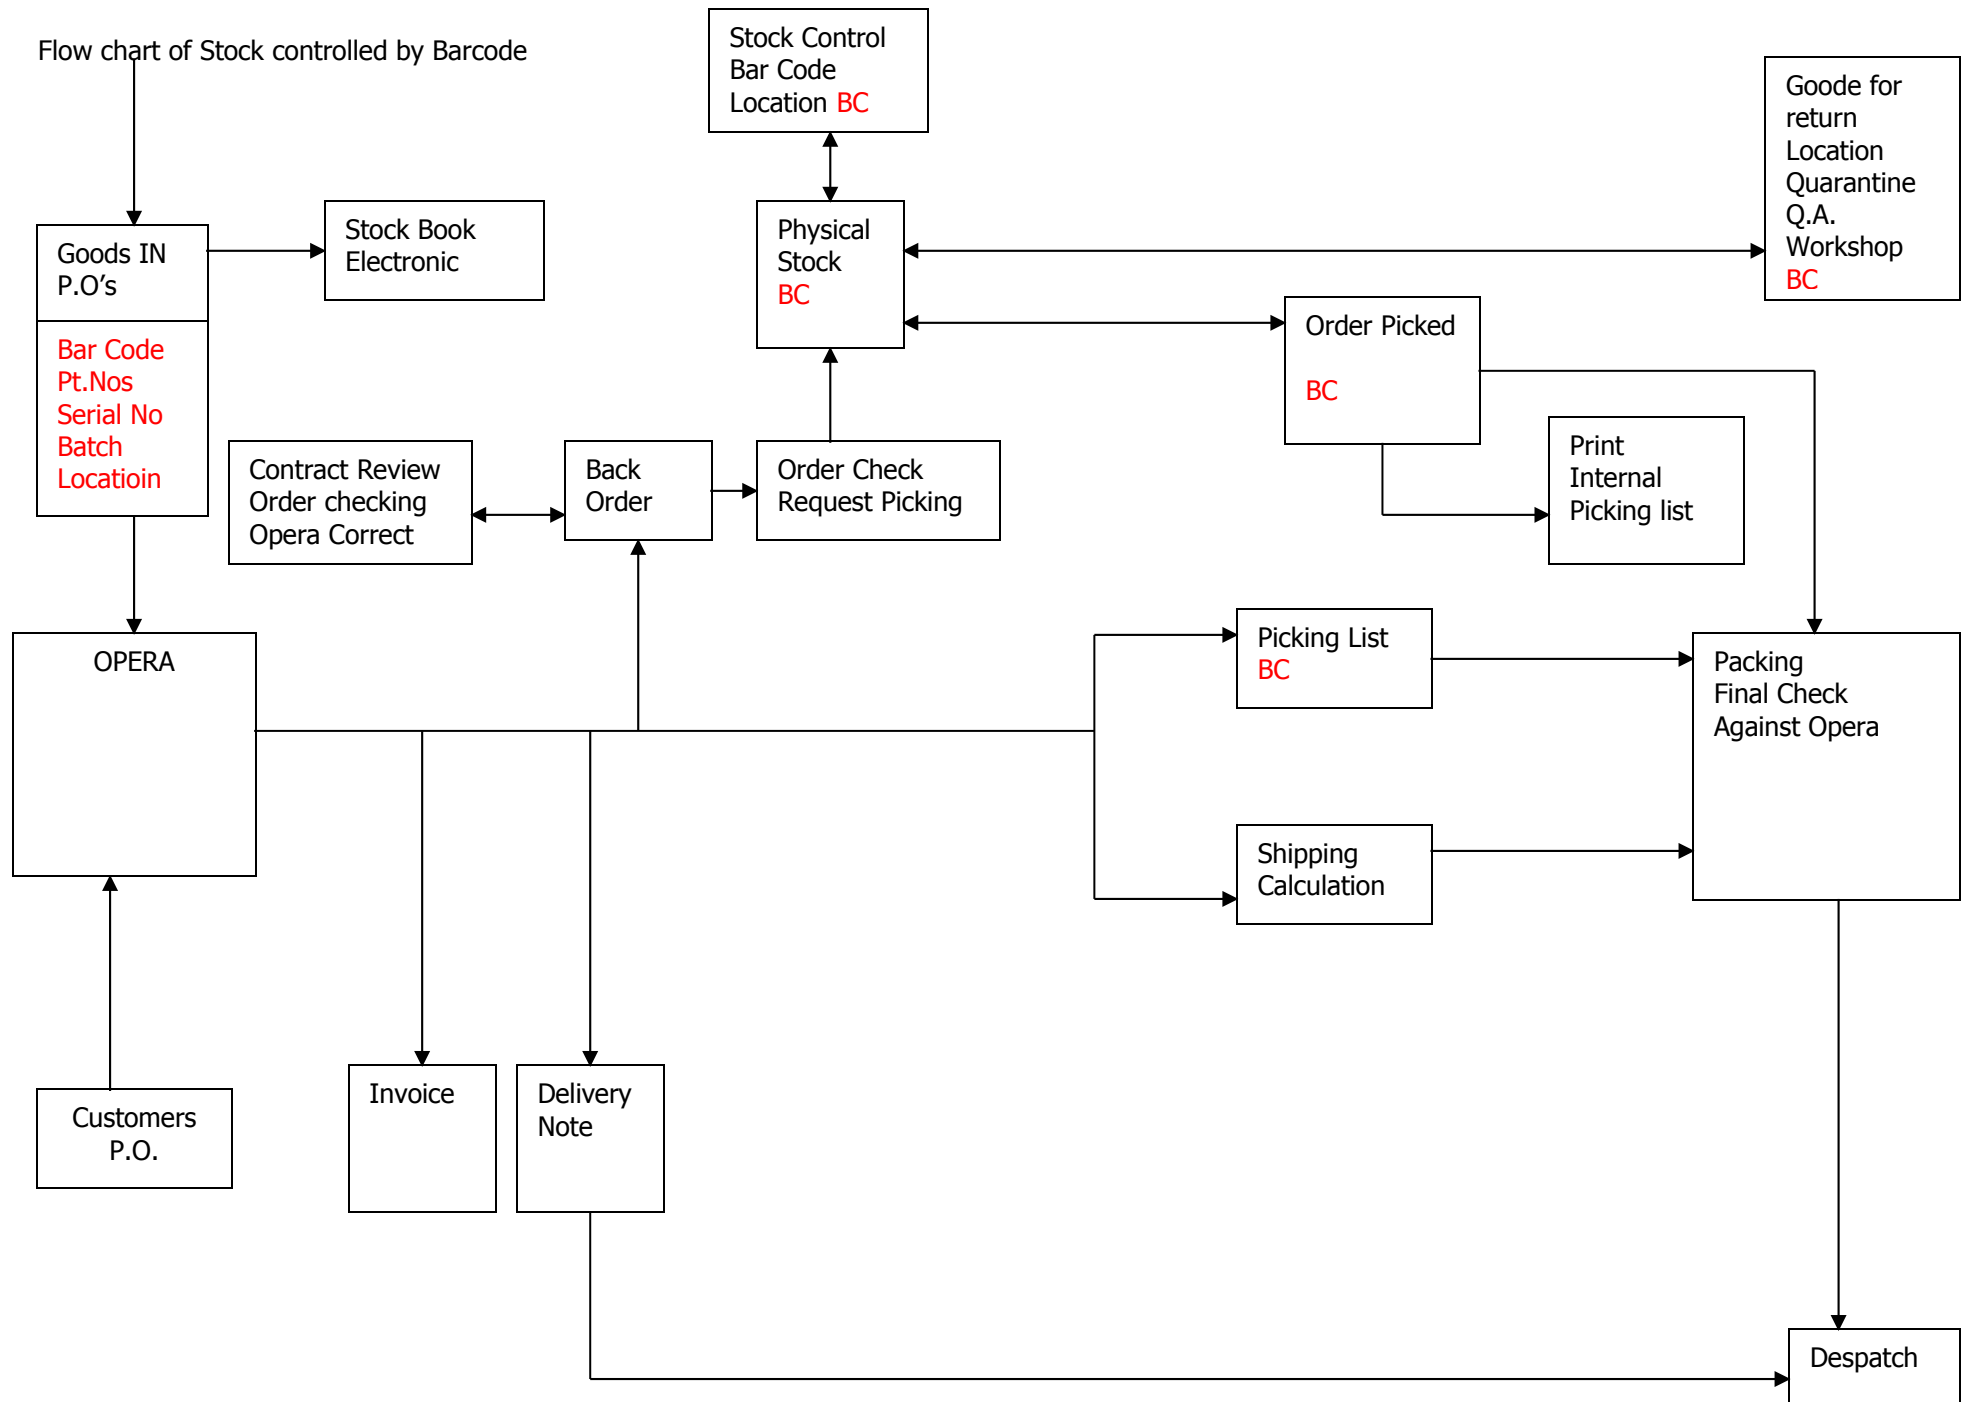 Flow chart of Stock controlled by Barcode
Stock Control
Bar Code
Location BC
Goode for
return
Location
Quarantine
Q.A.
Workshop
BC
Goods IN
P.O’s
Bar Code
Pt.Nos
Serial No
Batch
Locatioin
Stock Book
Electronic
Physical
Stock
BC
Order Picked
BC
Print
Internal
Picking list
Contract Review
Order checking
Opera Correct
Back
Order
Order Check
Request Picking
OPERA
Picking List
BC
Packing
Final Check
Against Opera
Shipping
Calculation
Customers
P.O.
Invoice
Delivery
Note
Despatch